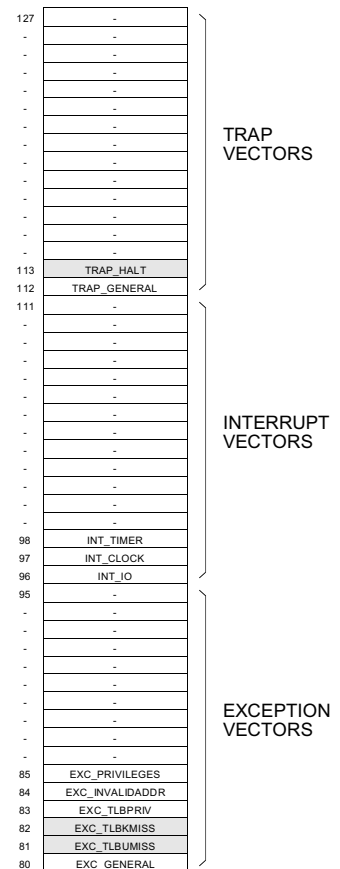 127 -
- -
- -
- -
- -
- -
- -
- -
- -
- -
- -
- -
- -
- -
113 TRAP_HALT
112 TRAP_GENERAL
TRAP
VECTORS
111 -
- -
- -
- -
- -
- -
- -
- -
- -
- -
- -
- -
- -
98 INT_TIMER
97 INT_CLOCK
96 INT_IO
INTERRUPT
VECTORS
95 -
- -
- -
- -
- -
- -
- -
- -
- -
- -
85 EXC_PRIVILEGES
84 EXC_INVALIDADDR
83 EXC_TLBPRIV
82 EXC_TLBKMISS
81 EXC_TLBUMISS
80 EXC_GENERAL
EXCEPTION
VECTORS